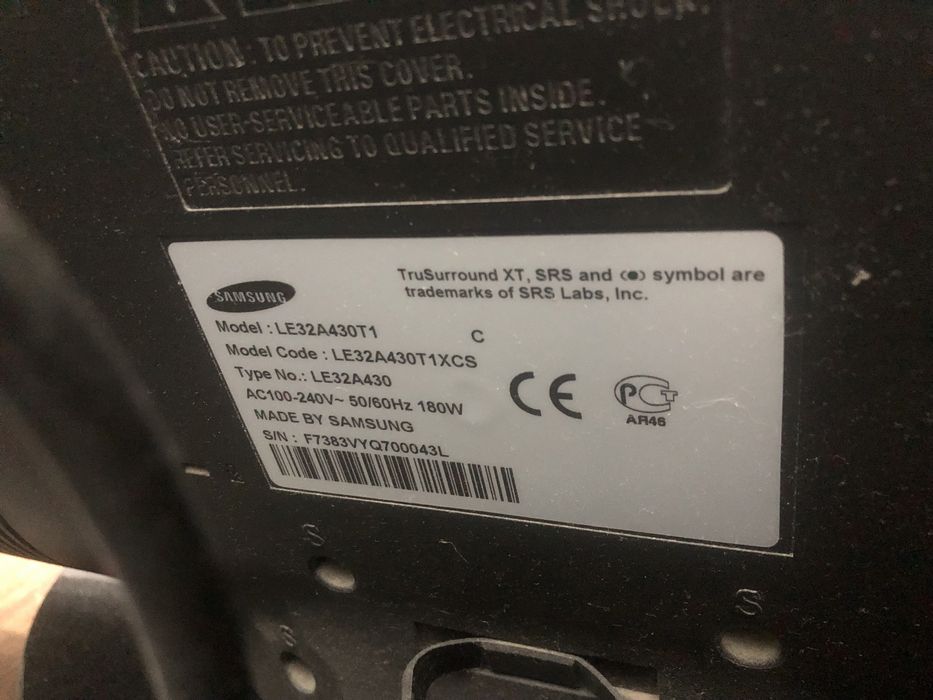 CAUTION: TO PREVENT ELECTRICAL SHOCK.
DO NOT REMOVE THIS COVER.
NO USER-SERVICEABLE PARTS INSIDE.
REFER SERVICING TO QUALIFIED SERVICE
PERSONNEL.
SAMSUNG
TruSurround XT, SRS and (●) symbol are
trademarks of SRS Labs, Inc.
Model : LE32A430T1 C
Model Code : LE32A430T1XCS
Type No.: LE32A430
AC100-240V~ 50/60Hz 180W
MADE BY SAMSUNG
S/N : F7383VYQ700043L
CE
РСТ
АЯ46
S
S
S